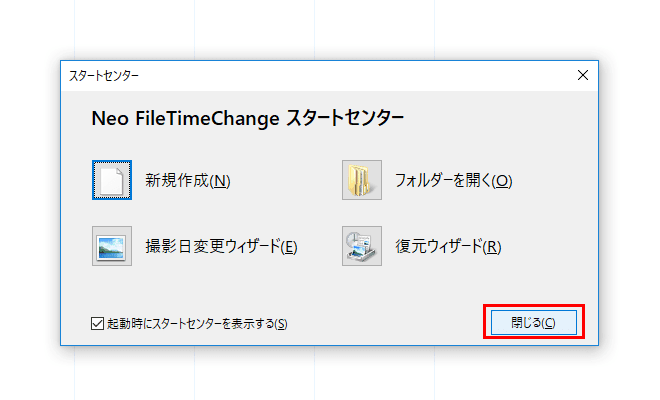 スタートセンター
Neo FileTimeChange スタートセンター
新規作成(N)
フォルダーを開く(O)
撮影日変更ウィザード(E)
復元ウィザード(R)
起動時にスタートセンターを表示する(S)
閉じる(C)